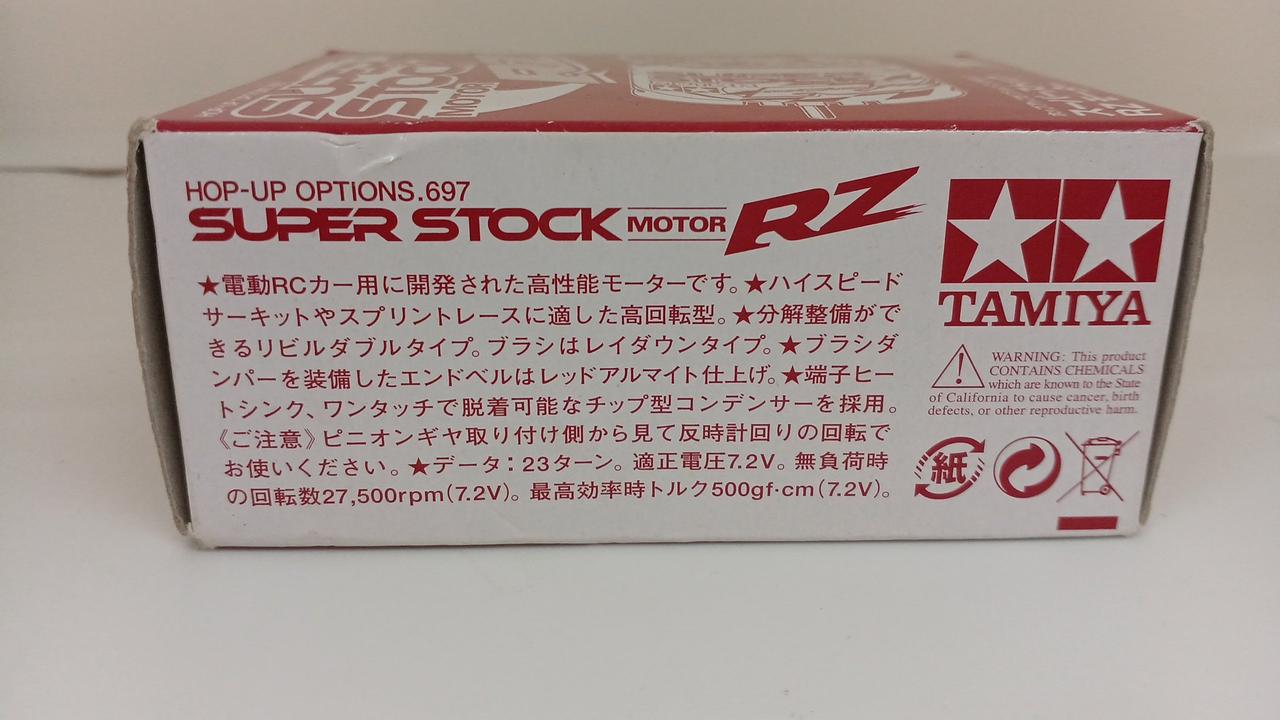 SUPER
STOCK
MOTOR
RZ
HOP-UP OPTIONS.697
SUPER STOCK MOTOR RZ
★電動RCカー用に開発された高性能モーターです。★ハイスピード
サーキットやスプリントレースに適した高回転型。★分解整備がで
きるリビルダブルタイプ。ブラシはレイダウンタイプ。★ブラシダ
ンパーを装備したエンドベルはレッドアルマイト仕上げ。★端子ヒー
トシンク、ワンタッチで脱着可能なチップ型コンデンサーを採用。
《ご注意》ピニオンギヤ取り付け側から見て反時計回りの回転で
お使いください。★データ：23ターン。適正電圧7.2V。無負荷時
の回転数27,500rpm(7.2V)。最高効率時トルク500gf·cm(7.2V)。
TAMIYA
WARNING: This product
CONTAINS CHEMICALS
which are known to the State
of California to cause cancer, birth
defects, or other reproductive harm.
紙